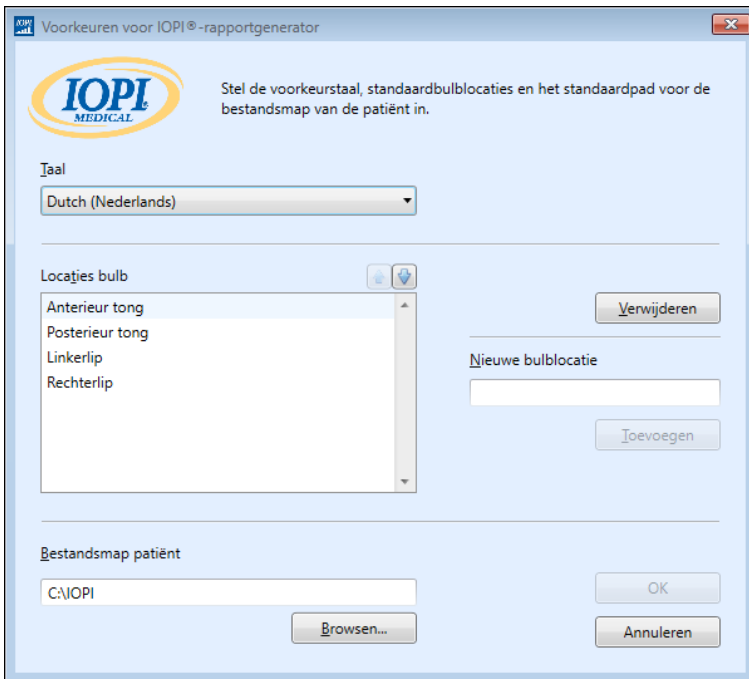 IOPI
Voorkeuren voor IOPI®-rapportgenerator
IOPI
MEDICAL
Stel de voorkeurstaal, standaardbulblocaties en het standaardpad voor de
bestandsmap van de patiënt in.
Taal
Dutch (Nederlands)
Locaties bulb
Anterieur tong
Posterieur tong
Linkerlip
Rechterlip
Verwijderen
Nieuwe bulblocatie
Toevoegen
Bestandsmap patiënt
C:\IOPI
Browsen...
OK
Annuleren